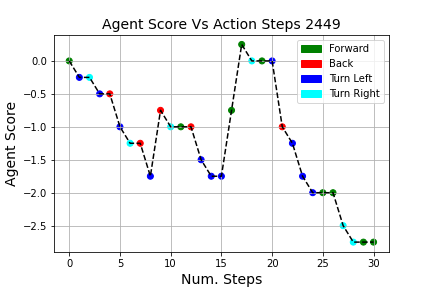 Agent Score Vs Action Steps 2449
Forward
Back
Turn Left
Turn Right
0.0
−0.5
−1.0
−1.5
−2.0
−2.5
Agent Score
0 5 10 15 20 25 30
Num. Steps